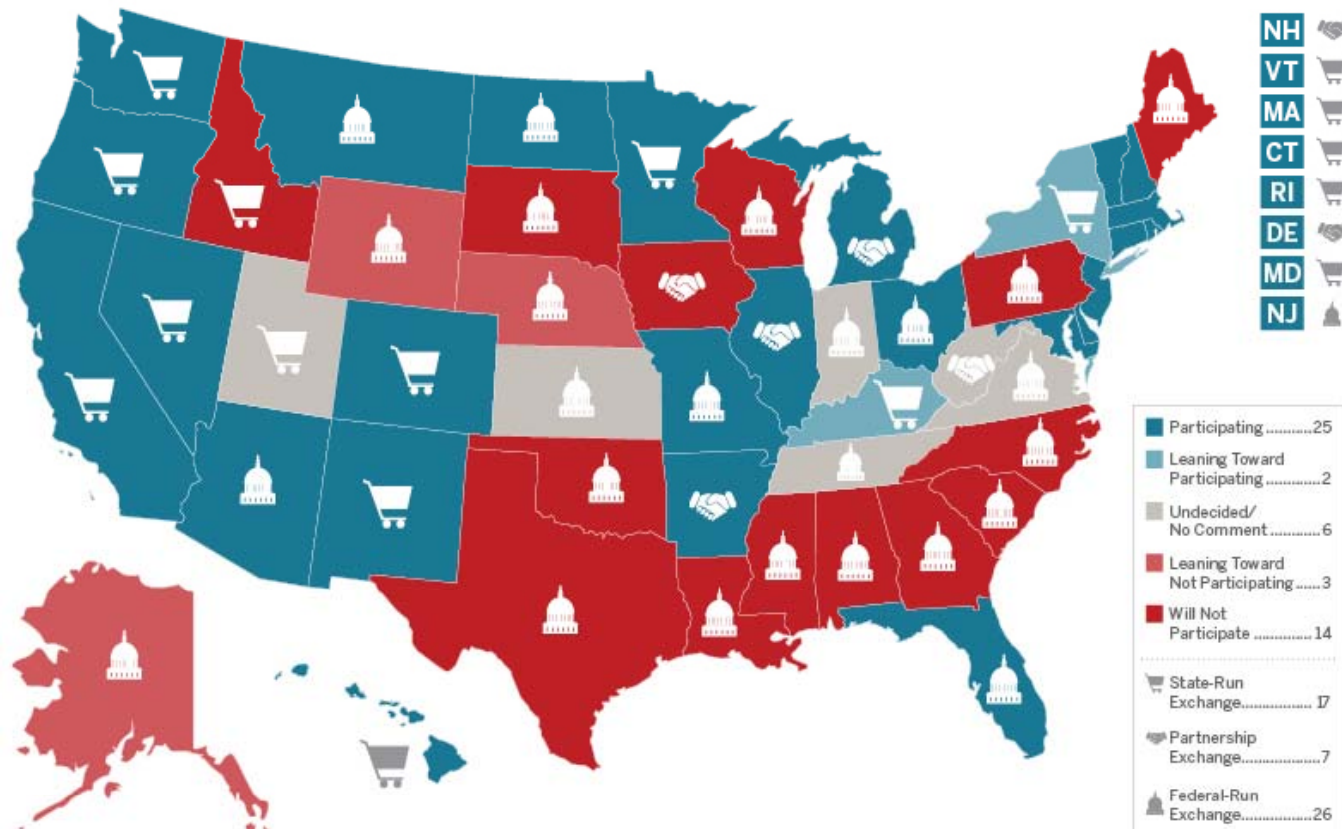 NH
VT
MA
CT
RI
DE
MD
NJ
Participating............25
Leaning Toward
Participating............2
Undecided/
No Comment..........6
Leaning Toward
Not Participating......3
Will Not
Participate...............14
State-Run
Exchange................. 17
Partnership
Exchange.................7
Federal-Run
Exchange.................26